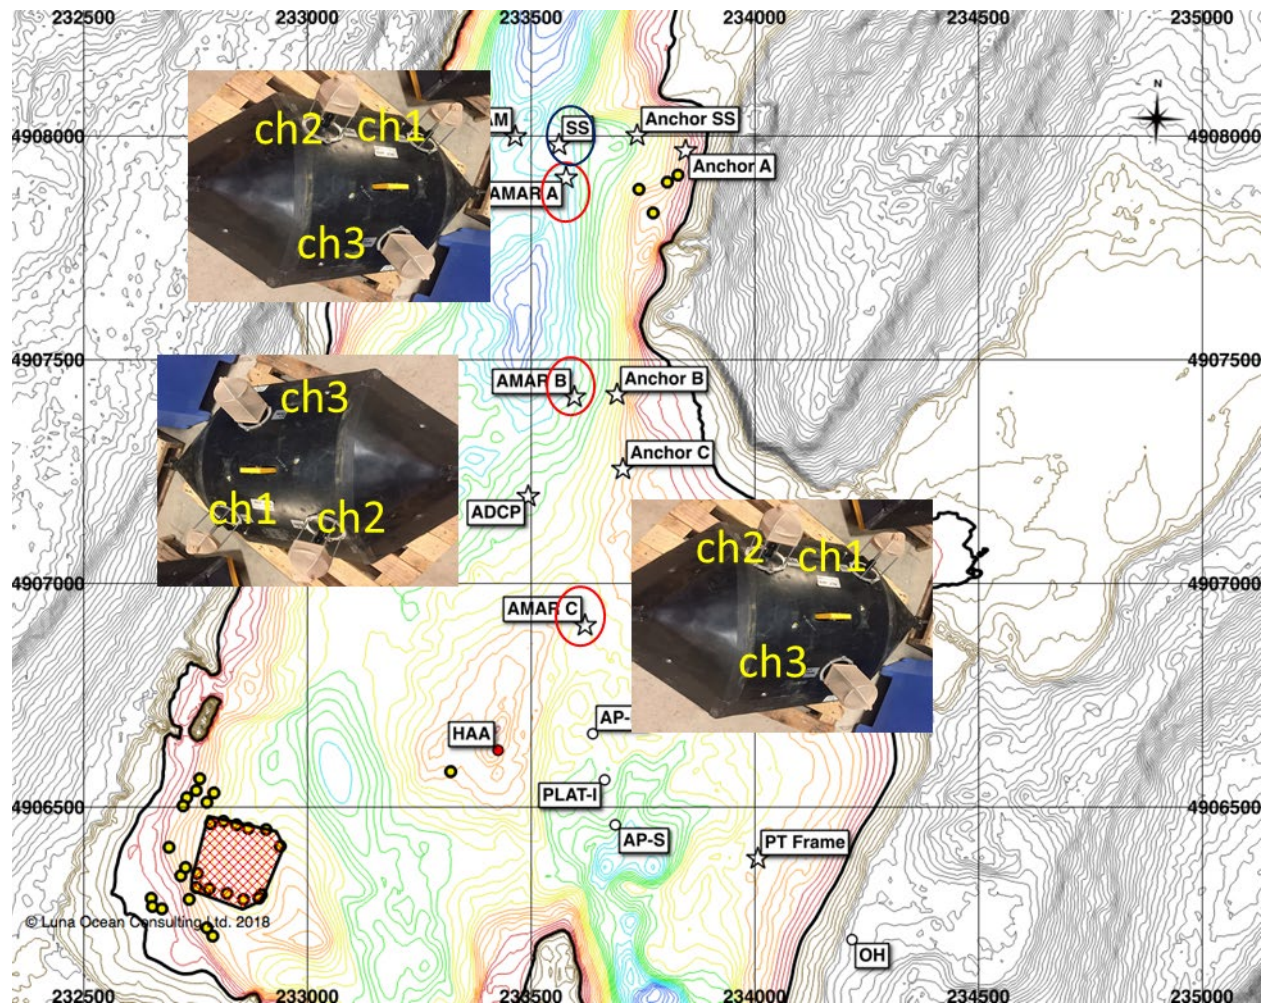 232500 233000 233500 234000 234500 235000
N
ch2 ch1
AM
SS
Anchor SS
4908000 4908000
Anchor A
AMAR A
ch3
4907500 4907500
AMAR B
Anchor B
ch3
Anchor C
ch1 ch2
ADCP
ch2 ch1
4907000 4907000
AMAR C
ch3
AP-
HAA
PLAT-I
4906500 4906500
AP-S
PT Frame
© Luna Ocean Consulting Ltd. 2018
OH
232500 233000 233500 234000 234500 235000